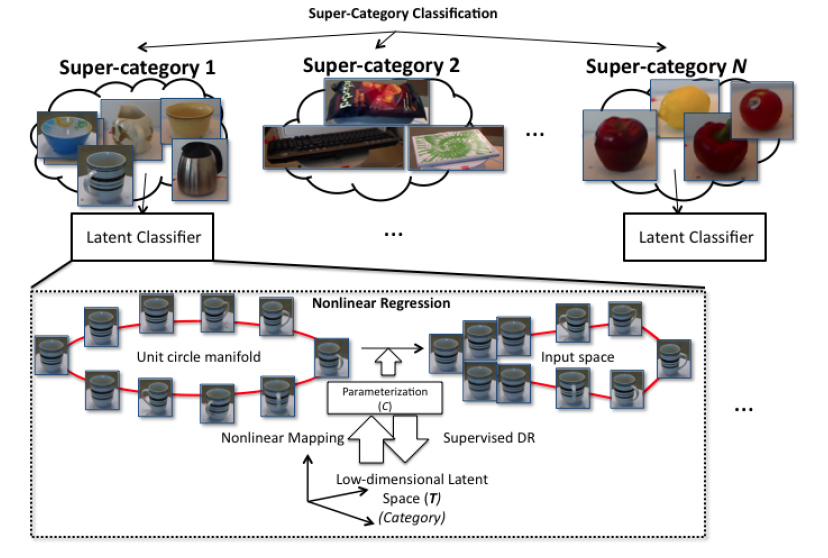 Super-Category Classification
Super-category 1
Super-category 2
Super-category N
...
Latent Classifier
...
Latent Classifier
Nonlinear Regression
Unit circle manifold
Input space
Parameterization
(C)
...
Nonlinear Mapping
Supervised DR
Low-dimensional Latent
Space (T)
(Category)